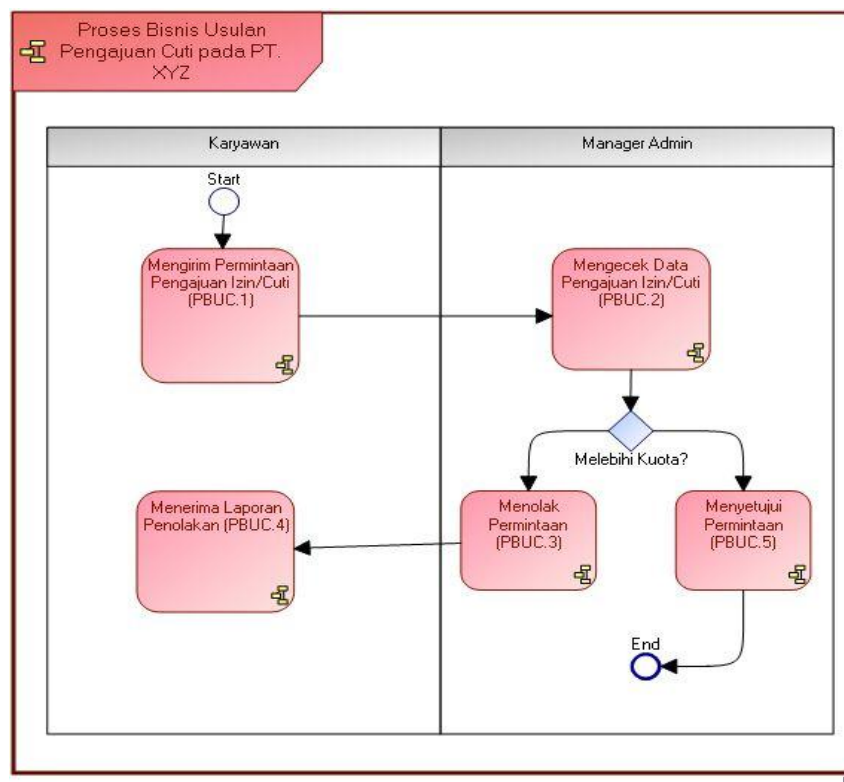 Proses Bisnis Usulan
Pengajuan Cuti pada PT.
XYZ
Karyawan
Manager Admin
Start
Mengirim Permintaan
Pengajuan Izin/Cuti
(PBUC.1)
Mengecek Data
Pengajuan Izin/Cuti
(PBUC.2)
Melebihi Kuota?
Menerima Laporan
Penolakan (PBUC.4)
Menolak
Permintaan
(PBUC.3)
Menyetujui
Permintaan
(PBUC.5)
End